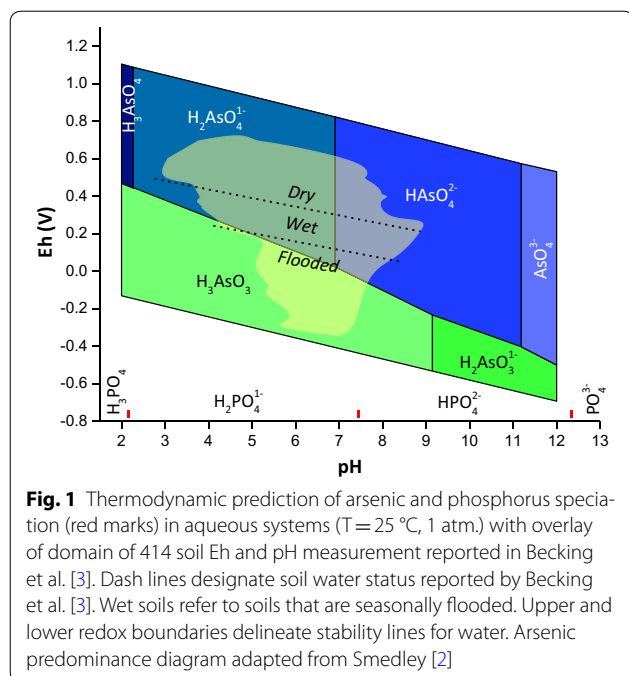 1.2
1.0
0.8
0.6
0.4
0.2
0.0
-0.2
-0.4
-0.6
-0.8
Eh (V)
H₃AsO₄
H₂AsO₄¹⁻
HAsO₄²⁻
AsO₄³⁻
Dry
Wet
Flooded
H₃AsO₃
H₂AsO₃¹⁻
H₃PO₄
H₂PO₄¹⁻
HPO₄²⁻
PO₄³⁻
2 3 4 5 6 7 8 9 10 11 12 13
pH
Fig. 1 Thermodynamic prediction of arsenic and phosphorus specia-
tion (red marks) in aqueous systems (T = 25 °C, 1 atm.) with overlay
of domain of 414 soil Eh and pH measurement reported in Becking
et al. [3]. Dash lines designate soil water status reported by Becking
et al. [3]. Wet soils refer to soils that are seasonally flooded. Upper and
lower redox boundaries delineate stability lines for water. Arsenic
predominance diagram adapted from Smedley [2]